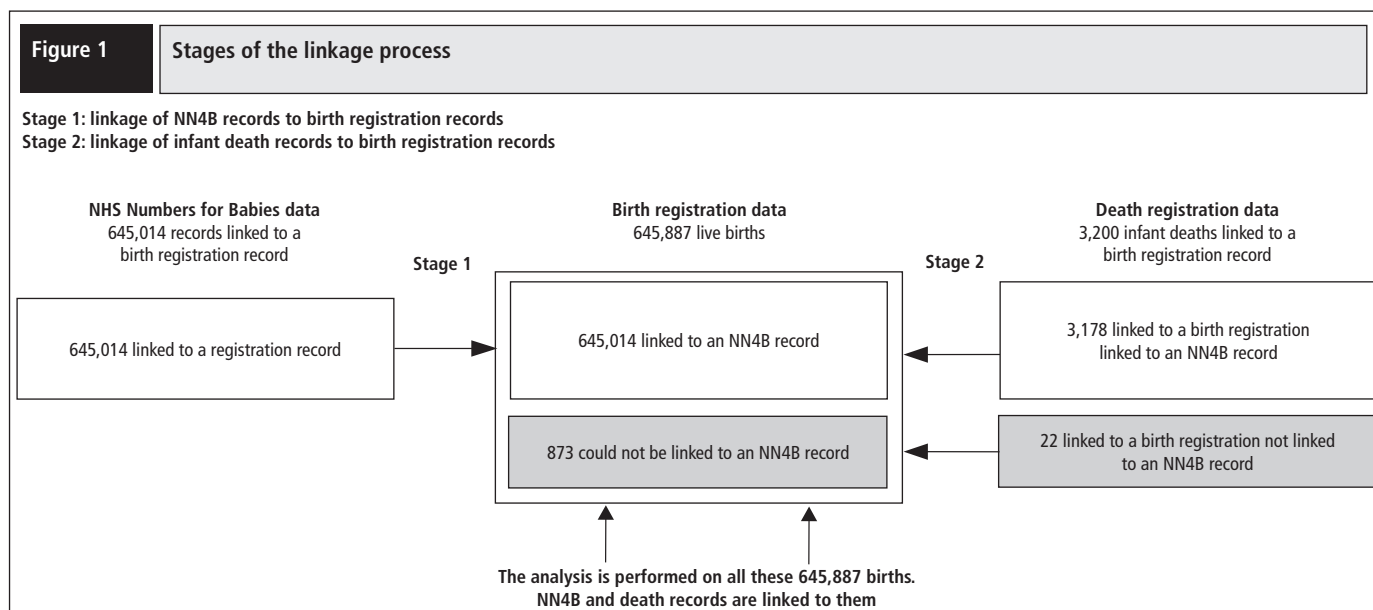 Figure 1
Stages of the linkage process
Stage 1: linkage of NN4B records to birth registration records
Stage 2: linkage of infant death records to birth registration records
NHS Numbers for Babies data
645,014 records linked to a
birth registration record
Stage 1
Birth registration data
645,887 live births
Stage 2
Death registration data
3,200 infant deaths linked to a
birth registration record
645,014 linked to a registration record
645,014 linked to an NN4B record
3,178 linked to a birth registration
linked to an NN4B record
873 could not be linked to an NN4B record
22 linked to a birth registration not linked
to an NN4B record
The analysis is performed on all these 645,887 births.
NN4B and death records are linked to them